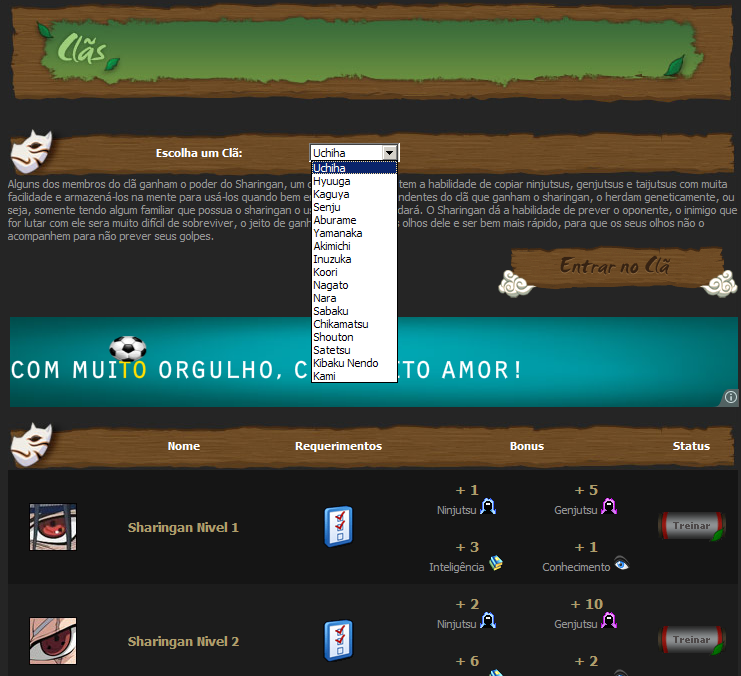 Clãs
Escolha um Clã:
Uchiha
Uchiha
Hyuuga
Kaguya
Senju
Aburame
Yamanaka
Akimichi
Inuzuka
Koori
Nagato
Nara
Sabaku
Chikamatsu
Shouton
Satetsu
Kibaku Nendo
Kami
Alguns dos membros do clã ganham o poder do Sharingan, um tem a habilidade de copiar ninjutsus, genjutsus e taijutsus com muita
facilidade e armazená-los na mente para usá-los quando bem dendentes do clã que ganham o sharingan, o herdam geneticamente, ou
seja, somente tendo algum familiar que possua o sharingan o dará. O Sharingan dá a habilidade de prever o oponente, o inimigo que
for lutar com ele sera muito difícil de sobreviver, o jeito de olhos dele e ser bem mais rápido, para que os seus olhos não o
acompanhem para não prever seus golpes.
Entrar no Clã
COM MUITO ORGULHO, C TO AMOR!
Nome Requerimentos Bonus Status
Sharingan Nivel 1
+ 1
Ninjutsu
+ 5
Genjutsu
+ 3
Inteligência
+ 1
Conhecimento
Treinar
Sharingan Nivel 2
+ 2
Ninjutsu
+ 10
Genjutsu
+ 6
+ 2
Treinar